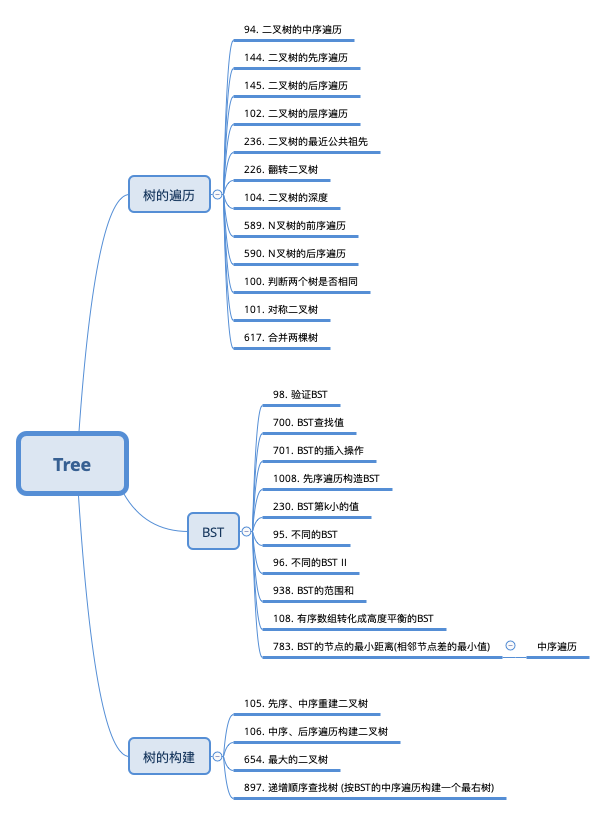 Tree
树的遍历
94. 二叉树的中序遍历
144. 二叉树的先序遍历
145. 二叉树的后序遍历
102. 二叉树的层序遍历
236. 二叉树的最近公共祖先
226. 翻转二叉树
104. 二叉树的深度
589. N叉树的前序遍历
590. N叉树的后序遍历
100. 判断两个树是否相同
101. 对称二叉树
617. 合并两棵树
BST
98. 验证BST
700. BST查找值
701. BST的插入操作
1008. 先序遍历构造BST
230. BST第k小的值
95. 不同的BST
96. 不同的BST II
938. BST的范围和
108. 有序数组转化成高度平衡的BST
783. BST的节点的最小距离(相邻节点差的最小值)
中序遍历
树的构建
105. 先序、中序重建二叉树
106. 中序、后序遍历构建二叉树
654. 最大的二叉树
897. 递增顺序查找树 (按BST的中序遍历构建一个最右树)